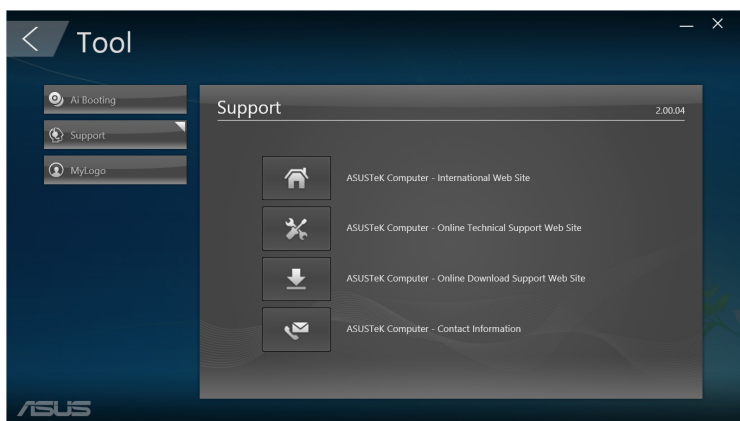 Tool
Ai Booting
Support
MyLogo
Support
2.00.04
ASUSTeK Computer - International Web Site
ASUSTeK Computer - Online Technical Support Web Site
ASUSTeK Computer - Online Download Support Web Site
ASUSTeK Computer - Contact Information
ASUS